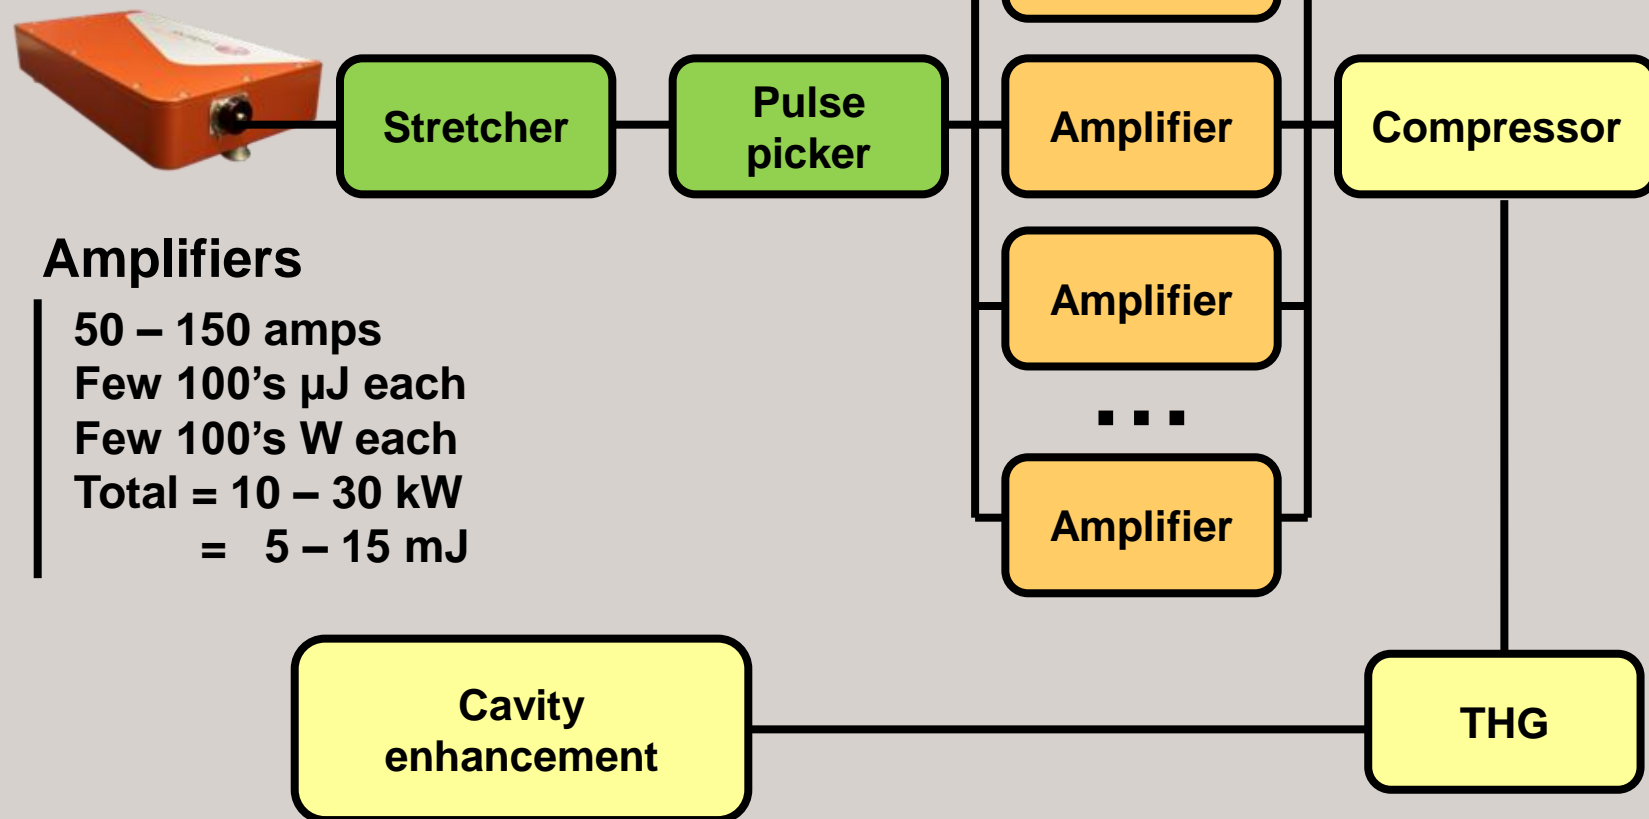 Stretcher
Pulse
picker
Amplifier
Compressor
Amplifiers
50 – 150 amps
Few 100's µJ each
Few 100's W each
Total = 10 – 30 kW
= 5 – 15 mJ
Amplifier
...
Amplifier
Cavity
enhancement
THG